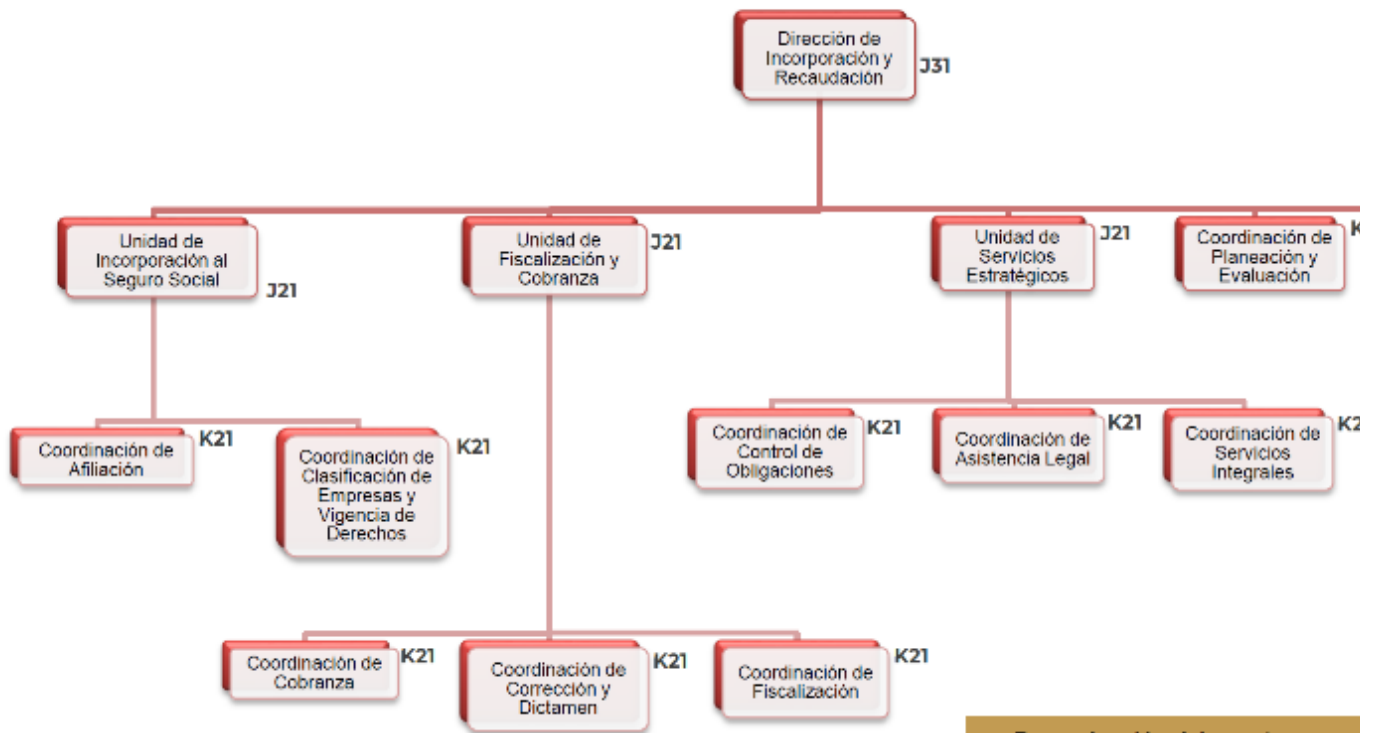 Dirección de
Incorporación y
Recaudación
J31
Unidad de
Incorporación al
Seguro Social
J21
Unidad de
Fiscalización y
Cobranza
J21
Unidad de
Servicios
Estratégicos
J21
Coordinación de
Planeación y
Evaluación
K
Coordinación de
Afiliación
K21
Coordinación de
Clasificación de
Empresas y
Vigencia de
Derechos
K21
Coordinación de
Control de
Obligaciones
K21
Coordinación de
Asistencia Legal
K21
Coordinación de
Servicios
Integrales
K2
Coordinación de
Cobranza
K21
Coordinación de
Corrección y
Dictamen
K21
Coordinación de
Fiscalización
K21